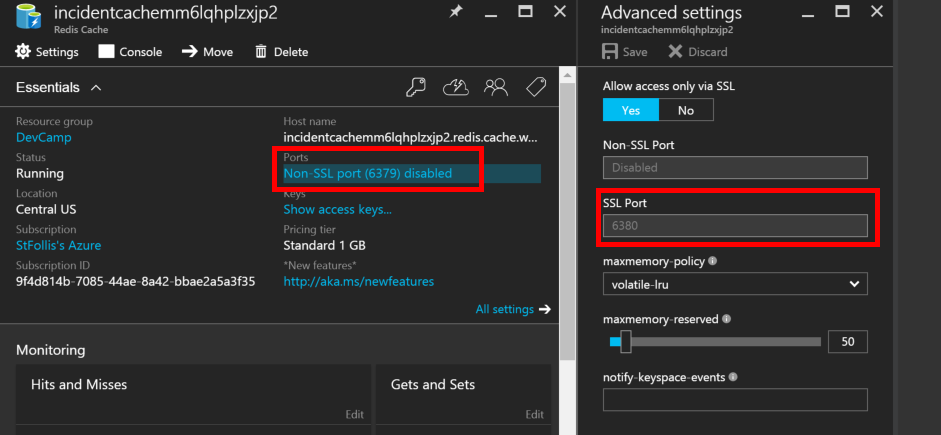 incidentcachemm6lqhplzxjp2
Redis Cache
Settings
Console
Move
Delete
Essentials
Resource group
DevCamp
Status
Running
Location
Central US
Subscription
StFollis's Azure
Subscription ID
9f4d814b-7085-44ae-8a42-bbae2a5a3f35
Host name
incidentcachemm6lqhplzxjp2.redis.cache.w...
Ports
Non-SSL port (6379) disabled
Keys
Show access keys...
Pricing tier
Standard 1 GB
*New features*
http://aka.ms/newfeatures
All settings
Monitoring
Hits and Misses
Edit
Gets and Sets
Edit
Advanced settings
incidentcachemm6lqhplzxjp2
Save
Discard
Allow access only via SSL
Yes
No
Non-SSL Port
Disabled
SSL Port
6380
maxmemory-policy
volatile-lru
maxmemory-reserved
50
notify-keyspace-events